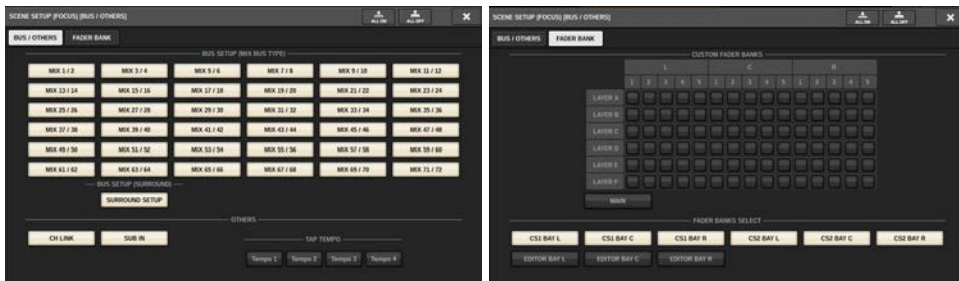 SCENE SETUP (FOCUS) [BUS / OTHERS]
ALL ON ALL OFF
BUS / OTHERS FADER BANK
BUS SETUP (MIX BUS TYPE)
MIX 1 / 2 MIX 3 / 4 MIX 5 / 6 MIX 7 / 8 MIX 9 / 10 MIX 11 / 12
MIX 13 / 14 MIX 15 / 16 MIX 17 / 18 MIX 19 / 20 MIX 21 / 22 MIX 23 / 24
MIX 25 / 26 MIX 27 / 28 MIX 29 / 30 MIX 31 / 32 MIX 33 / 34 MIX 35 / 36
MIX 37 / 38 MIX 39 / 40 MIX 41 / 42 MIX 43 / 44 MIX 45 / 46 MIX 47 / 48
MIX 49 / 50 MIX 51 / 52 MIX 53 / 54 MIX 55 / 56 MIX 57 / 58 MIX 59 / 60
MIX 61 / 62 MIX 63 / 64 MIX 65 / 66 MIX 67 / 68 MIX 69 / 70 MIX 71 / 72
BUS SETUP (SURROUND)
SURROUND SETUP
OTHERS
CH LINK SUB IN
TAP TEMPO
Tempo 1 Tempo 2 Tempo 3 Tempo 4
SCENE SETUP (FOCUS) [BUS / OTHERS]
ALL ON ALL OFF
BUS / OTHERS FADER BANK
CUSTOM FADER BANKS
L C R
1 2 3 4 5 1 2 3 4 5 1 2 3 4 5
LAYER A
LAYER B
LAYER C
LAYER D
LAYER E
LAYER F
MAIN
FADER BANKS SELECT
CS1 BAY L CS1 BAY C CS1 BAY R CS2 BAY L CS2 BAY C CS2 BAY R
EDITOR BAY L EDITOR BAY C EDITOR BAY R